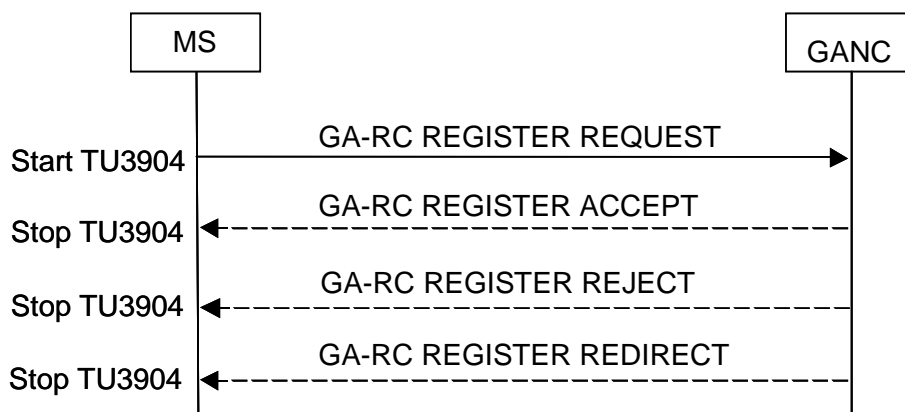 MS
GANC
GA-RC REGISTER REQUEST
Start TU3904
GA-RC REGISTER ACCEPT
Stop TU3904
GA-RC REGISTER REJECT
Stop TU3904
GA-RC REGISTER REDIRECT
Stop TU3904